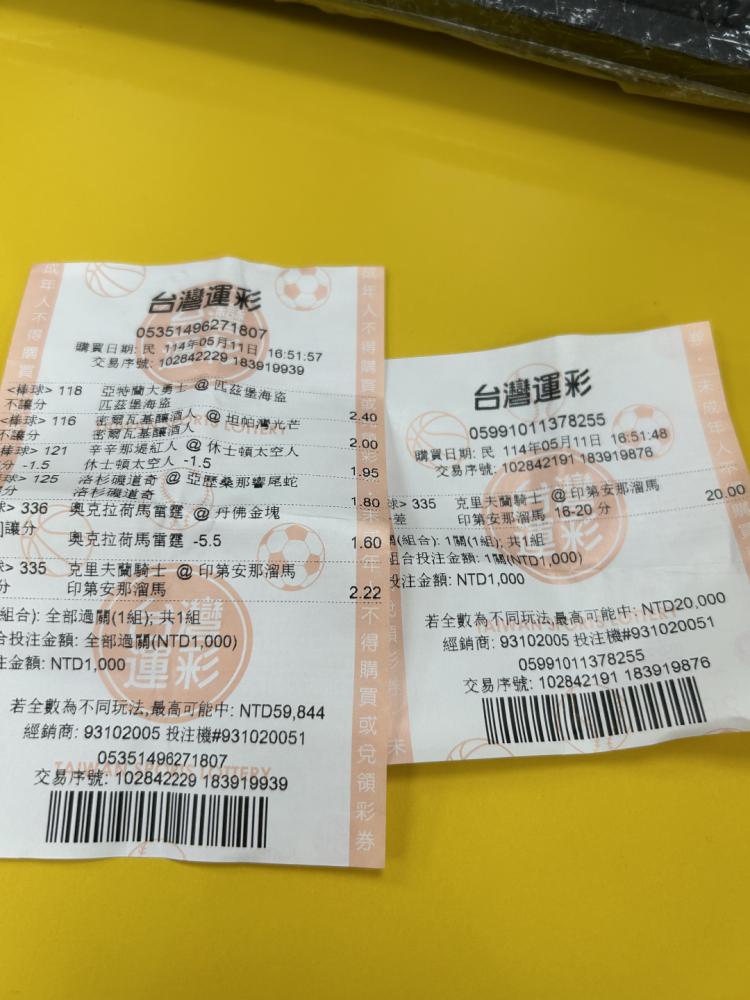 台灣運彩
05351496271807
購買日期: 民 114年05月11日 16:51:57
交易序號: 102842229 183919939
<棒球> 118 亞特蘭大勇士 @ 匹茲堡海盜
不讓分 匹茲堡海盜 2.40
<棒球> 116 密爾瓦基釀酒人 @ 坦帕灣光芒
不讓分 密爾瓦基釀酒人 2.00
棒球> 121 辛辛那堤紅人 @ 休士頓太空人
分 -1.5 休士頓太空人 -1.5 1.95
球> 125 洛杉磯道奇 @ 亞歷桑那響尾蛇
分 洛杉磯道奇 1.80
球> 336 奧克拉荷馬雷霆 @ 丹佛金塊
]讓分
奧克拉荷馬雷霆 -5.5 1.60
球> 335 克里夫蘭騎士 @ 印第安那溜馬
分 印第安那溜馬 2.22
組合): 全部過關(1組); 共1組
合投注金額: 全部過關(NTD1,000)
注金額: NTD1,000
若全數為不同玩法,最高可能中: NTD59,844
經銷商: 93102005 投注機#931020051
05351496271807
TAIWAN SPORTS LOTTERY
交易序號: 102842229 183919939
成年人不得購買
未成年人不得購買或兌領彩券
台灣運彩
05991011378255
購買日期: 民 114年05月11日 16:51:48
交易序號: 102842191 183919876
球> 335 克里夫蘭騎士 @ 印第安那溜馬
差 印第安那溜馬 16-20 分 20.00
關(組合): 1關(1組); 共1組
組合投注金額: 1關(NTD1,000)
投注金額: NTD1,000
若全數為不同玩法,最高可能中: NTD20,000
經銷商: 93102005 投注機#931020051
05991011378255
交易序號: 102842191 183919876